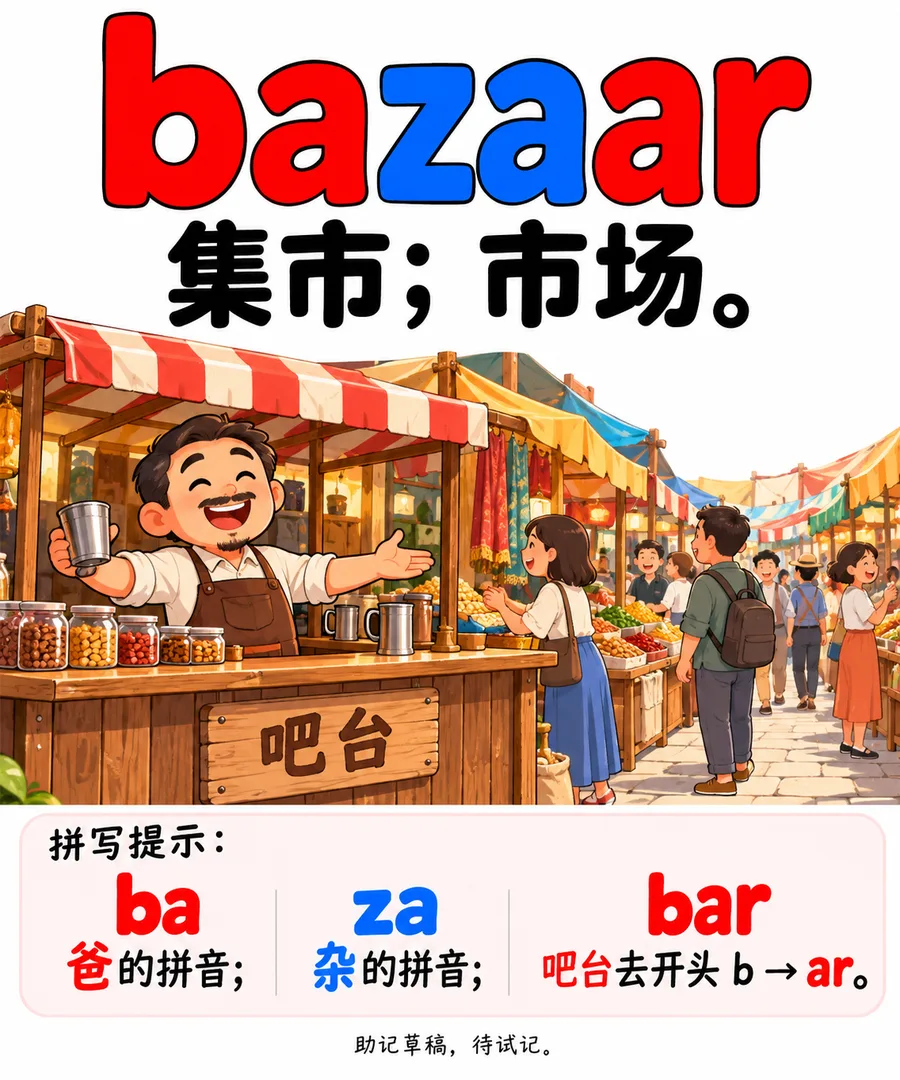 bazaar
集市；市场。
吧台
拼写提示：
ba
爸的拼音；
za
杂的拼音；
bar
吧台去开头 b → ar。
助记草稿，待试记。